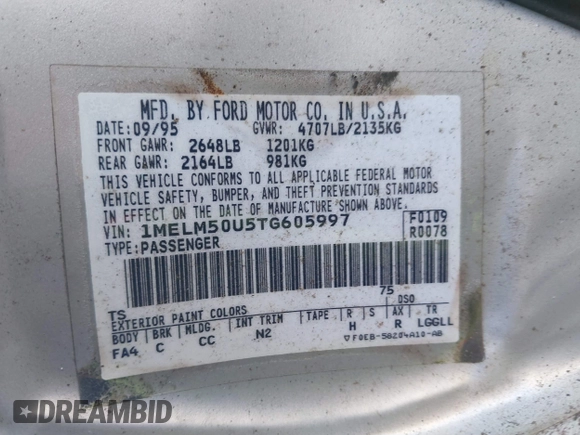 MFD. BY FORD MOTOR CO. IN U.S.A.
DATE: 09/95 GVWR: 4707LB/2135KG
FRONT GAWR: 2648LB 1201KG
REAR GAWR: 2164LB 981KG
THIS VEHICLE CONFORMS TO ALL APPLICABLE FEDERAL MOTOR
VEHICLE SAFETY, BUMPER, AND THEFT PREVENTION STANDARDS
IN EFFECT ON THE DATE OF MANUFACTURE SHOWN ABOVE.
VIN: 1MELM50U5TG605997 F0109
TYPE: PASSENGER R0078
75
TS DSO
EXTERIOR PAINT COLORS
BODY BRK MLDG. INT TRIM TAPE R S AX TR
FA4 C CC N2 H R LGGLL
▽F0EB-58204A10-AB
DREAMBID